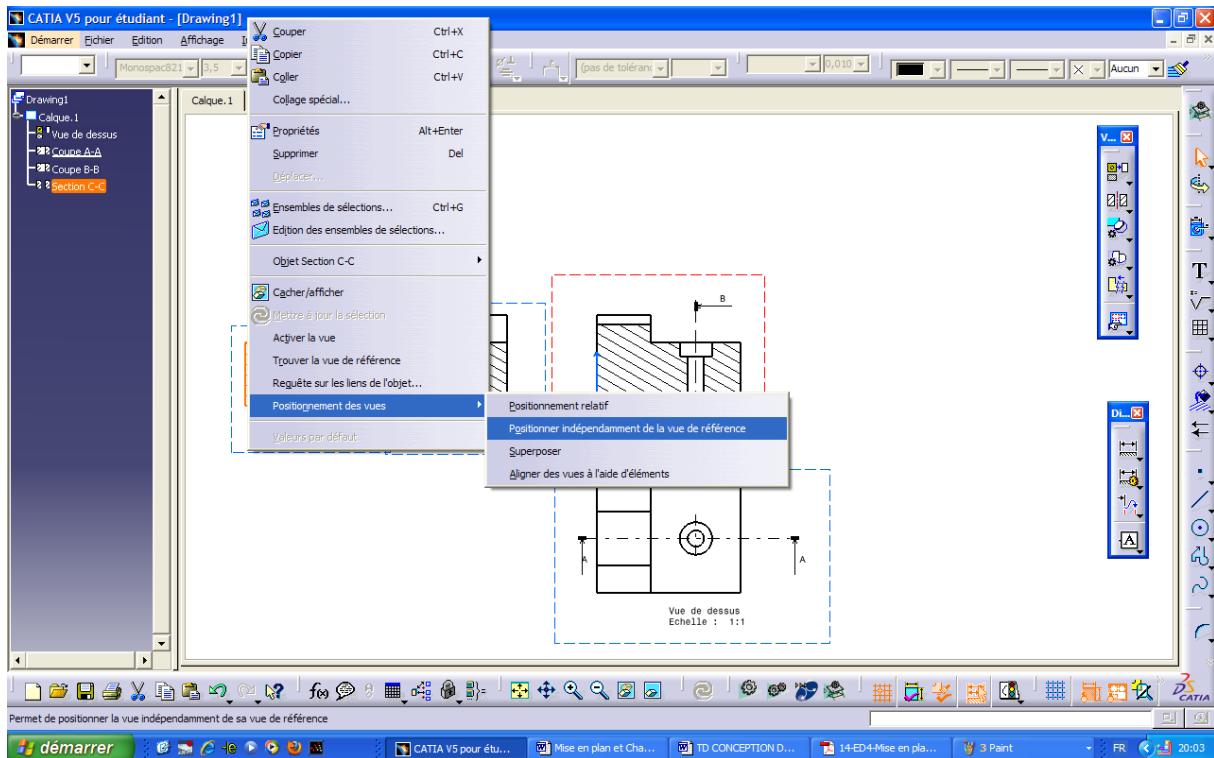 CATIA V5 pour étudiant - [Drawing1]
Démarrer Fichier Edition Affichage
Monospac821 3,5 (pas de toléranc 0,010 Aucun
Drawing1
Calque.1
Vue de dessus
Coupe A-A
Coupe B-B
Section C-C
Calque.1
Couper Ctrl+X
Copier Ctrl+C
Coller Ctrl+V
Collage spécial...
Propriétés Alt+Enter
Supprimer Del
Déplacer...
Ensembles de sélections... Ctrl+G
Edition des ensembles de sélections...
Objet Section C-C
Cacher/afficher
Mettre à jour la sélection
Activer la vue
Trouver la vue de référence
Requête sur les liens de l'objet...
Positionnement des vues
Valeurs par défaut
Positionnement relatif
Positionner indépendamment de la vue de référence
Superposer
Aligner des vues à l'aide d'éléments
B
A A
Vue de dessus
Echelle : 1:1
V...
Di...
CATIA
Permet de positionner la vue indépendamment de sa vue de référence
démarrer
CATIA V5 pour étu...
Mise en plan et Cha...
TD CONCEPTION D...
14-ED4-Mise en pla...
3 Paint
FR
20:03